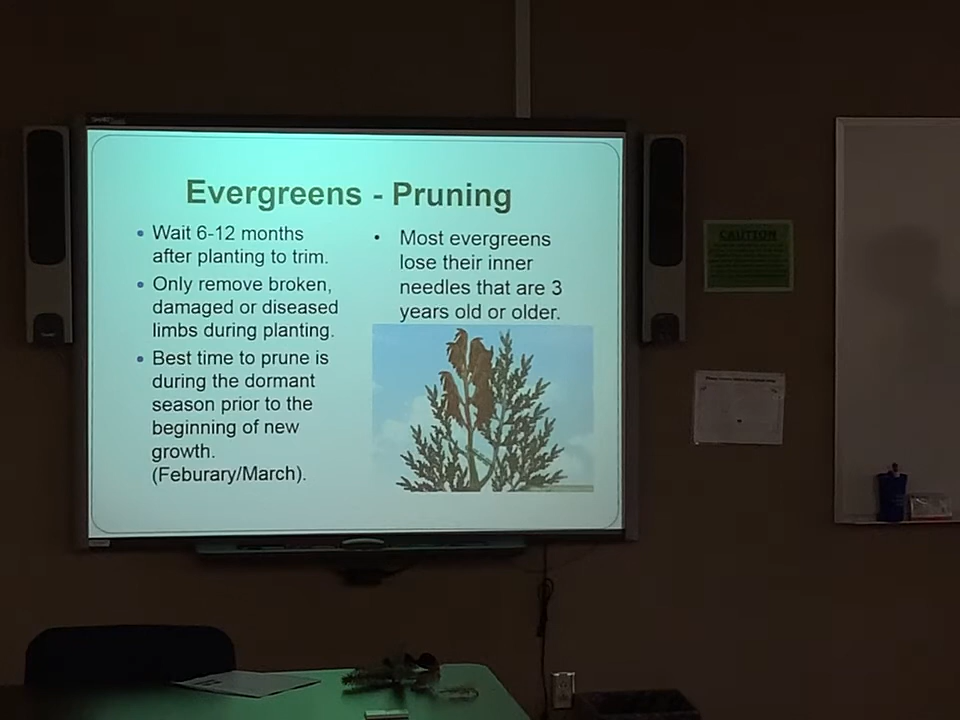 Evergreens - Pruning
• Wait 6-12 months
after planting to trim.
• Only remove broken,
damaged or diseased
limbs during planting.
• Best time to prune is
during the dormant
season prior to the
beginning of new
growth.
(Feburary/March).
• Most evergreens
lose their inner
needles that are 3
years old or older.
CAUTION